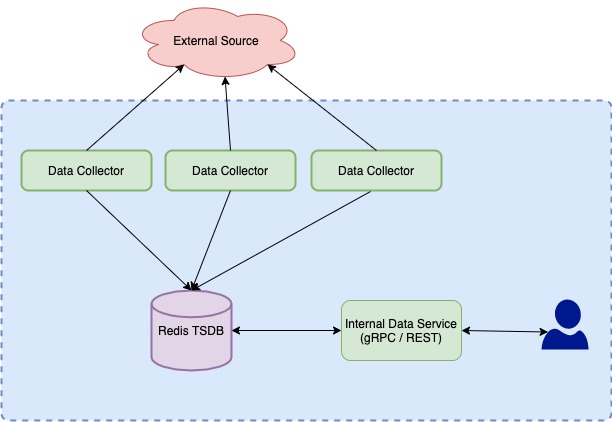 External Source
Data Collector
Data Collector
Data Collector
Redis TSDB
Internal Data Service
(gRPC / REST)